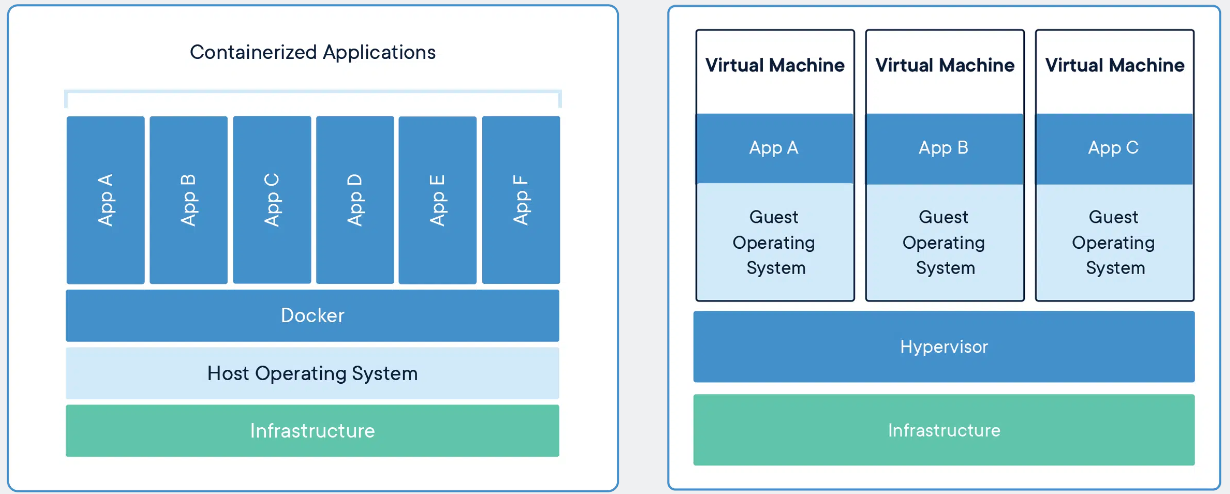 Containerized Applications
App A
App B
App C
App D
App E
App F
Docker
Host Operating System
Infrastructure
Virtual Machine
App A
Guest
Operating
System
Virtual Machine
App B
Guest
Operating
System
Virtual Machine
App C
Guest
Operating
System
Hypervisor
Infrastructure